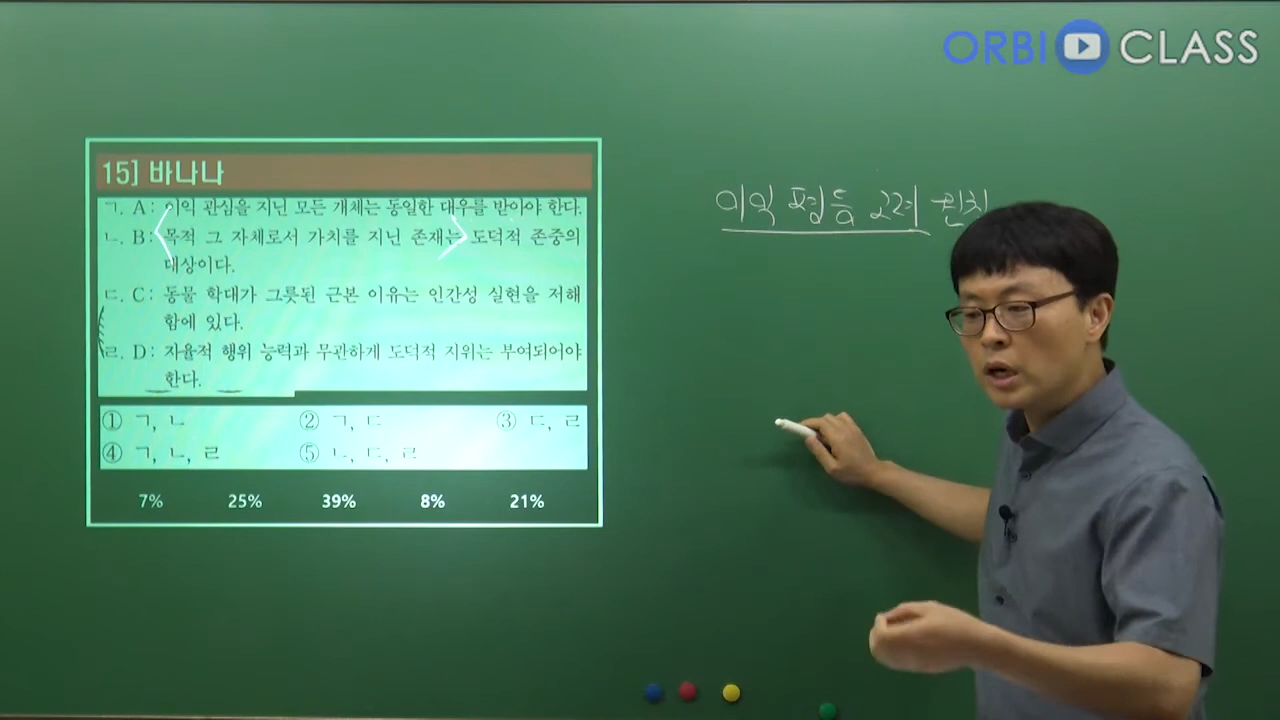 ORBI CLASS
15] 바나나
ㄱ. A: 이익 관심을 지닌 모든 개체는 동일한 대우를 받아야 한다.
ㄴ. B: 목적 그 자체로서 가치를 지닌 존재는 도덕적 존중의
대상이다.
ㄷ. C: 동물 학대가 그릇된 근본 이유는 인간성 실현을 저해
함에 있다.
ㄹ. D: 자율적 행위 능력과 무관하게 도덕적 지위는 부여되어야
한다.
① ㄱ, ㄴ ② ㄱ, ㄷ ③ ㄷ, ㄹ
④ ㄱ, ㄴ, ㄹ ⑤ ㄴ, ㄷ, ㄹ
7% 25% 39% 8% 21%
이익 평등 고려 원칙